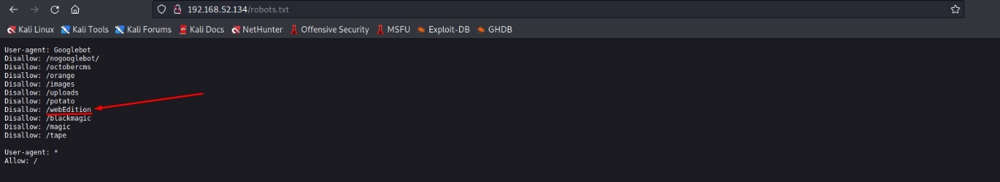 192.168.52.134/robots.txt
Kali Linux Kali Tools Kali Forums Kali Docs NetHunter Offensive Security MSFU Exploit-DB GHDB
User-agent: Googlebot
Disallow: /nogooglebot/
Disallow: /octobercms
Disallow: /orange
Disallow: /images
Disallow: /uploads
Disallow: /potato
Disallow: /webEdition
Disallow: /blackmagic
Disallow: /magic
Disallow: /tape
User-agent: *
Allow: /